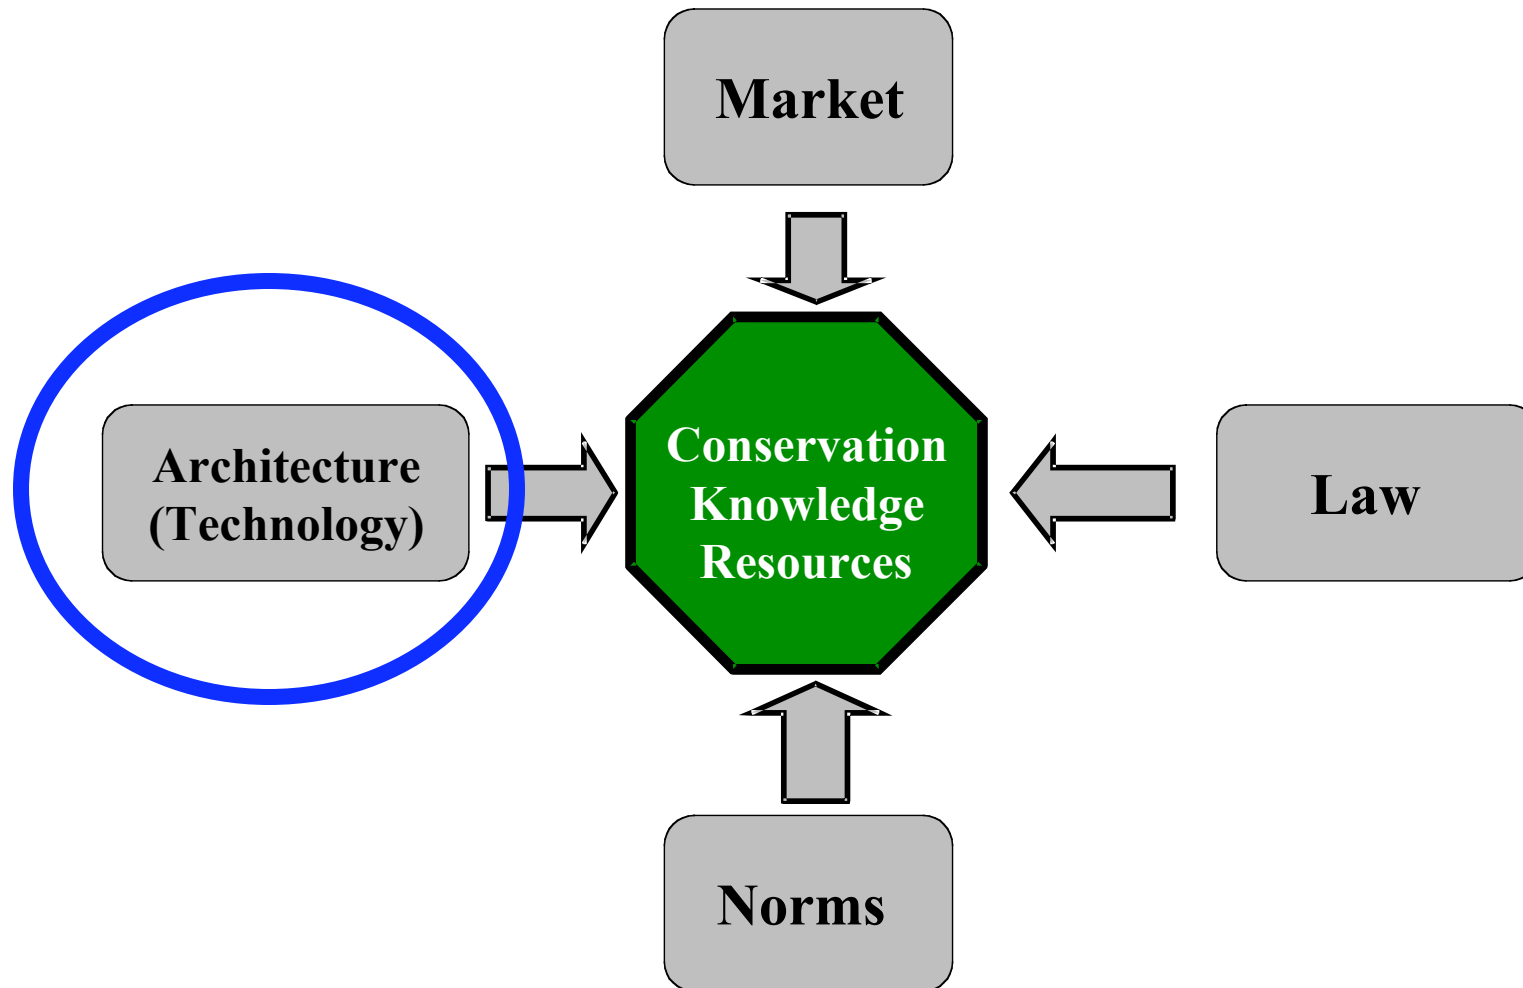 Market
Architecture
(Technology)
Conservation
Knowledge
Resources
Law
Norms